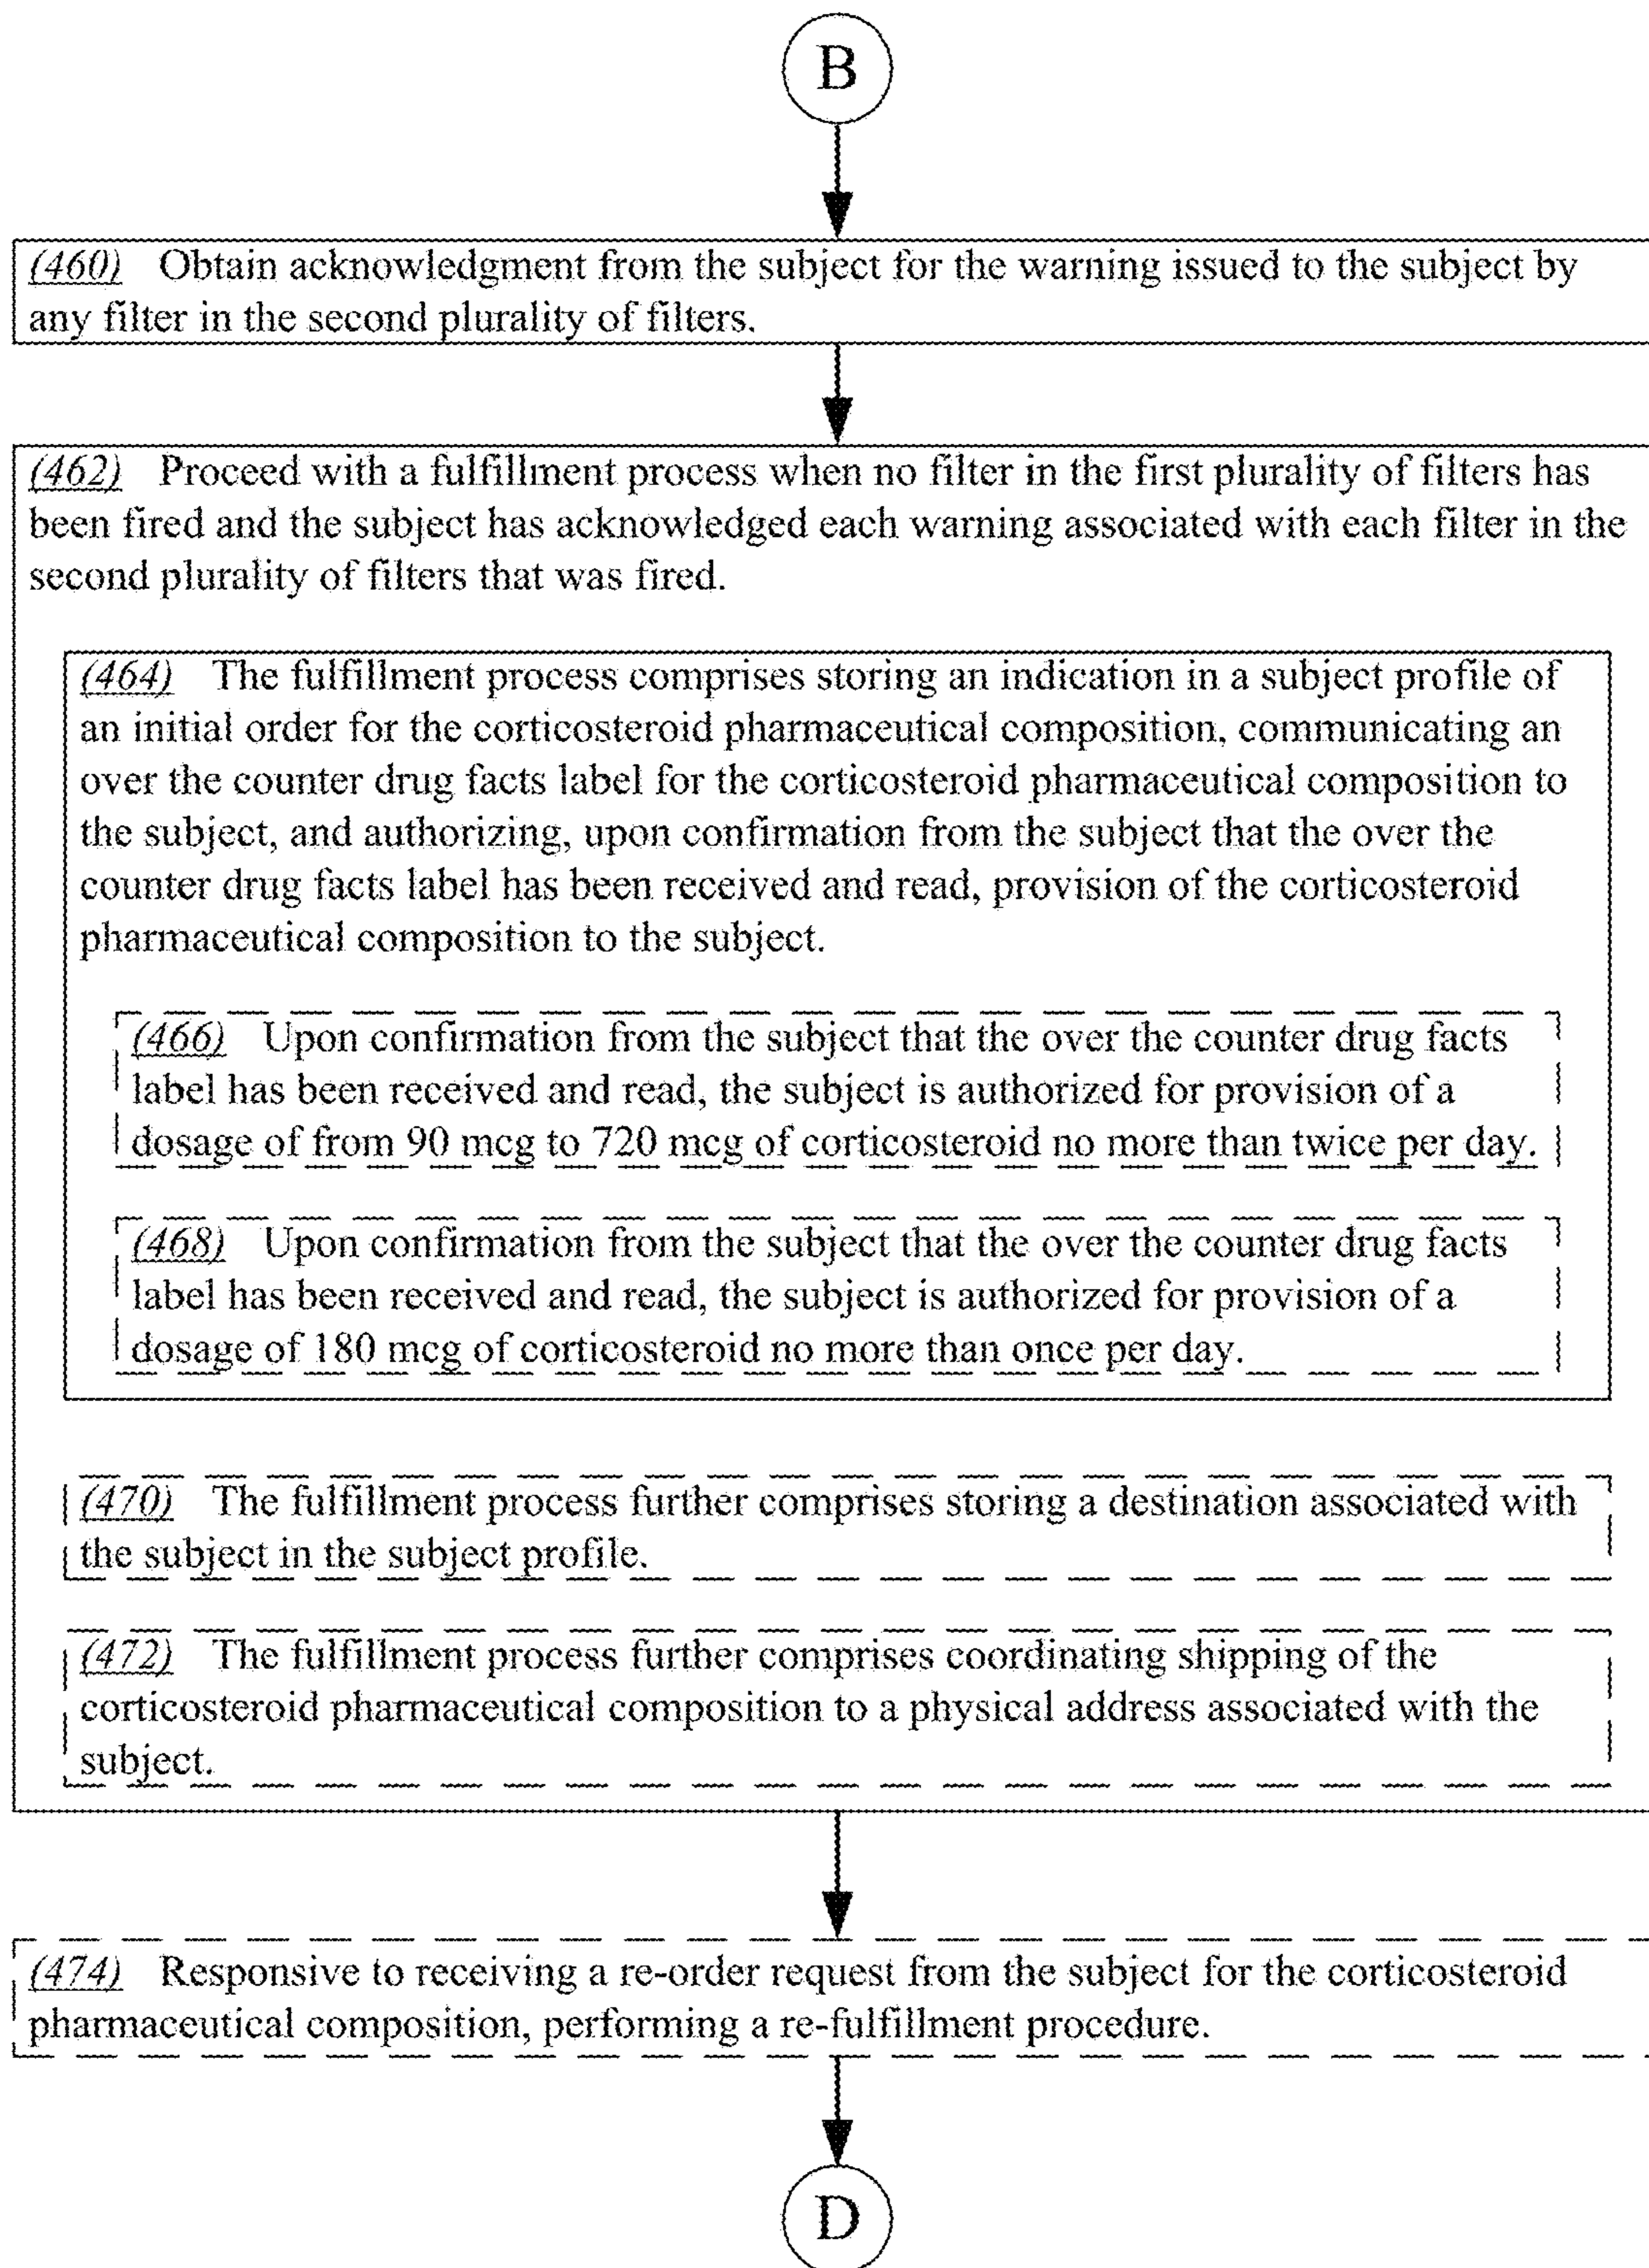 B
(460) Obtain acknowledgment from the subject for the warning issued to the subject by
any filter in the second plurality of filters.
(462) Proceed with a fulfillment process when no filter in the first plurality of filters has
been fired and the subject has acknowledged each warning associated with each filter in the
second plurality of filters that was fired.
(464) The fulfillment process comprises storing an indication in a subject profile of
an initial order for the corticosteroid pharmaceutical composition, communicating an
over the counter drug facts label for the corticosteroid pharmaceutical composition to
the subject, and authorizing, upon confirmation from the subject that the over the
counter drug facts label has been received and read, provision of the corticosteroid
pharmaceutical composition to the subject.
(466) Upon confirmation from the subject that the over the counter drug facts
label has been received and read, the subject is authorized for provision of a
dosage of from 90 mcg to 720 mcg of corticosteroid no more than twice per day.
(468) Upon confirmation from the subject that the over the counter drug facts
label has been received and read, the subject is authorized for provision of a
dosage of 180 mcg of corticosteroid no more than once per day.
(470) The fulfillment process further comprises storing a destination associated with
the subject in the subject profile.
(472) The fulfillment process further comprises coordinating shipping of the
corticosteroid pharmaceutical composition to a physical address associated with the
subject.
(474) Responsive to receiving a re-order request from the subject for the corticosteroid
pharmaceutical composition, performing a re-fulfillment procedure.
D